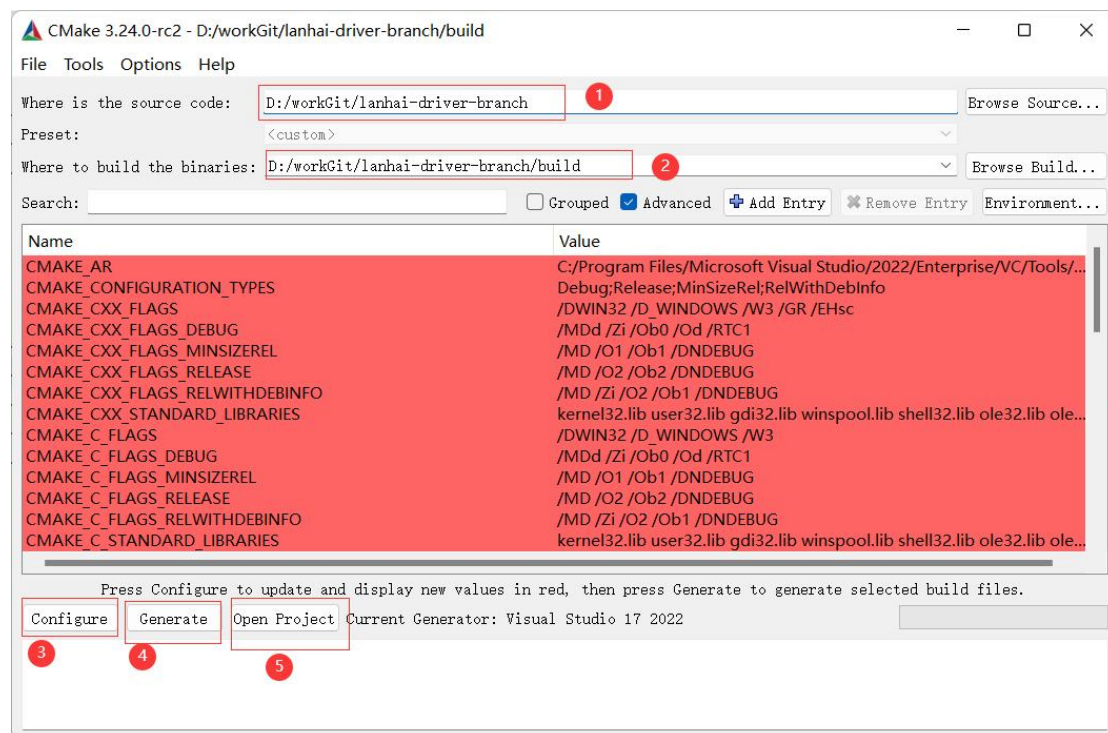 CMake 3.24.0-rc2 - D:/workGit/lanhai-driver-branch/build
File Tools Options Help
Where is the source code: D:/workGit/lanhai-driver-branch 1 Browse Source...
Preset: <custom>
Where to build the binaries: D:/workGit/lanhai-driver-branch/build 2 Browse Build...
Search: Grouped Advanced Add Entry Remove Entry Environment...
Name Value
CMAKE_AR C:/Program Files/Microsoft Visual Studio/2022/Enterprise/VC/Tools/...
CMAKE_CONFIGURATION_TYPES Debug;Release;MinSizeRel;RelWithDebInfo
CMAKE_CXX_FLAGS /DWIN32 /D_WINDOWS /W3 /GR /EHsc
CMAKE_CXX_FLAGS_DEBUG /MDd /Zi /Ob0 /Od /RTC1
CMAKE_CXX_FLAGS_MINSIZEREL /MD /O1 /Ob1 /DNDEBUG
CMAKE_CXX_FLAGS_RELEASE /MD /O2 /Ob2 /DNDEBUG
CMAKE_CXX_FLAGS_RELWITHDEBINFO /MD /Zi /O2 /Ob1 /DNDEBUG
CMAKE_CXX_STANDARD_LIBRARIES kernel32.lib user32.lib gdi32.lib winspool.lib shell32.lib ole32.lib ole...
CMAKE_C_FLAGS /DWIN32 /D_WINDOWS /W3
CMAKE_C_FLAGS_DEBUG /MDd /Zi /Ob0 /Od /RTC1
CMAKE_C_FLAGS_MINSIZEREL /MD /O1 /Ob1 /DNDEBUG
CMAKE_C_FLAGS_RELEASE /MD /O2 /Ob2 /DNDEBUG
CMAKE_C_FLAGS_RELWITHDEBINFO /MD /Zi /O2 /Ob1 /DNDEBUG
CMAKE_C_STANDARD_LIBRARIES kernel32.lib user32.lib gdi32.lib winspool.lib shell32.lib ole32.lib ole...
Press Configure to update and display new values in red, then press Generate to generate selected build files.
Configure Generate Open Project Current Generator: Visual Studio 17 2022
3 4 5